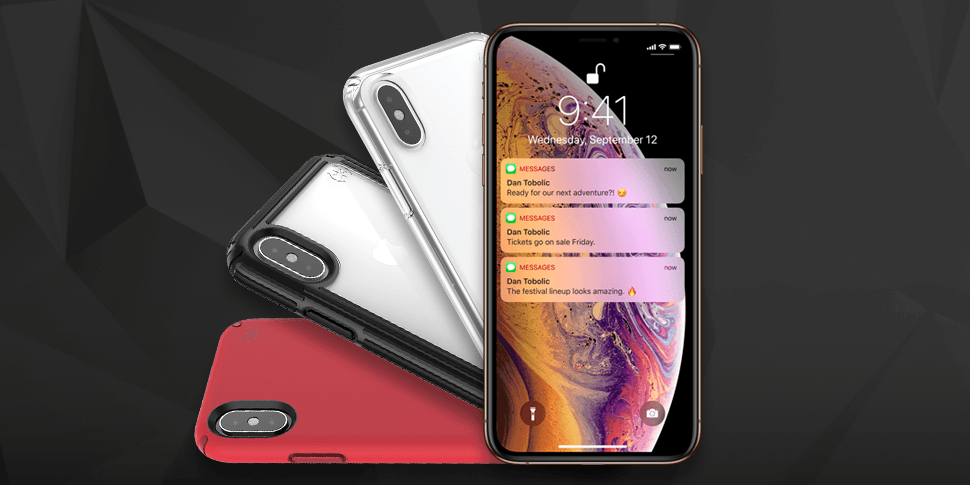 9:41
Wednesday, September 12
MESSAGES now
Dan Tobolic
Ready for our next adventure?! 😏
MESSAGES now
Dan Tobolic
Tickets go on sale Friday.
MESSAGES now
Dan Tobolic
The festival lineup looks amazing. 🔥